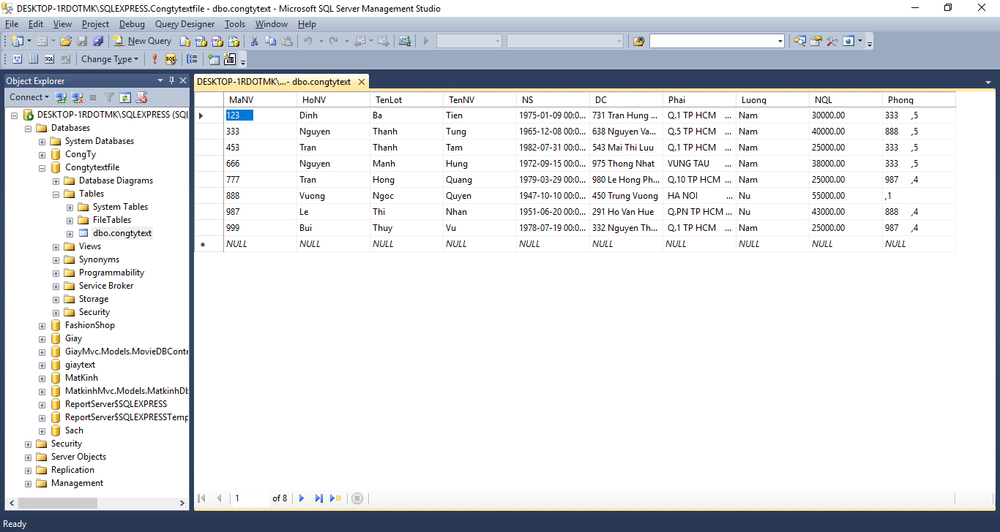 DESKTOP-1RDOTMK\SQLEXPRESS.Congtytextfile - dbo.congtytext - Microsoft SQL Server Management Studio
File Edit View Project Debug Query Designer Tools Window Help
New Query
Change Type
Object Explorer
Connect
DESKTOP-1RDOTMK\SQLEXPRESS (SQL
Databases
System Databases
CongTy
Congtytextfile
Database Diagrams
Tables
System Tables
FileTables
dbo.congtytext
Views
Synonyms
Programmability
Service Broker
Storage
Security
FashionShop
Giay
GiayMvc.Models.MovieDBConte
giaytext
MatKinh
MatkinhMvc.Models.MatkinhDb
ReportServer$SQLEXPRESS
ReportServer$SQLEXPRESSTemp
Sach
Security
Server Objects
Replication
Management
DESKTOP-1RDOTMK\...- dbo.congtytext
MaNV HoNV TenLot TenNV NS DC Phai Luong NQL Phong
123 Dinh Ba Tien 1975-01-09 00:0... 731 Tran Hung ... Q.1 TP HCM ... Nam 30000.00 333 ,5
333 Nguyen Thanh Tung 1965-12-08 00:0... 638 Nguyen Va... Q.5 TP HCM ... Nam 40000.00 888 ,5
453 Tran Thanh Tam 1982-07-31 00:0... 543 Mai Thi Luu Q.1 TP HCM ... Nam 25000.00 333 ,5
666 Nguyen Manh Hung 1972-09-15 00:0... 975 Thong Nhat VUNG TAU ... Nam 38000.00 333 ,5
777 Tran Hong Quang 1979-03-29 00:0... 980 Le Hong Ph... Q.10 TP HCM ... Nam 25000.00 987 ,4
888 Vuong Ngoc Quyen 1947-10-10 00:0... 450 Trung Vuong HA NOI ... Nu 55000.00 ,1
987 Le Thi Nhan 1951-06-20 00:0... 291 Ho Van Hue Q.PN TP HCM ... Nu 43000.00 888 ,4
999 Bui Thuy Vu 1978-07-19 00:0... 332 Nguyen Th... Q.1 TP HCM ... Nam 25000.00 987 ,4
NULL NULL NULL NULL NULL NULL NULL NULL NULL NULL
1 of 8
Ready